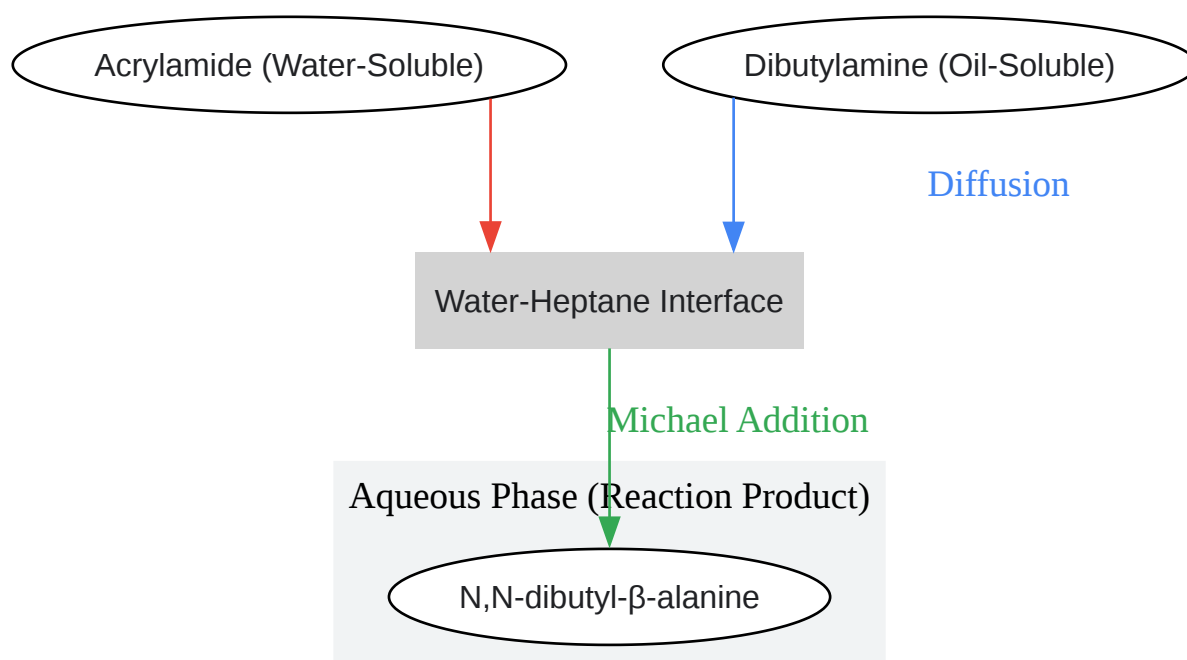 Acrylamide (Water-Soluble)
Dibutylamine (Oil-Soluble)
Diffusion
Water-Heptane Interface
Michael Addition
Aqueous Phase (Reaction Product)
N,N-dibutyl-β-alanine